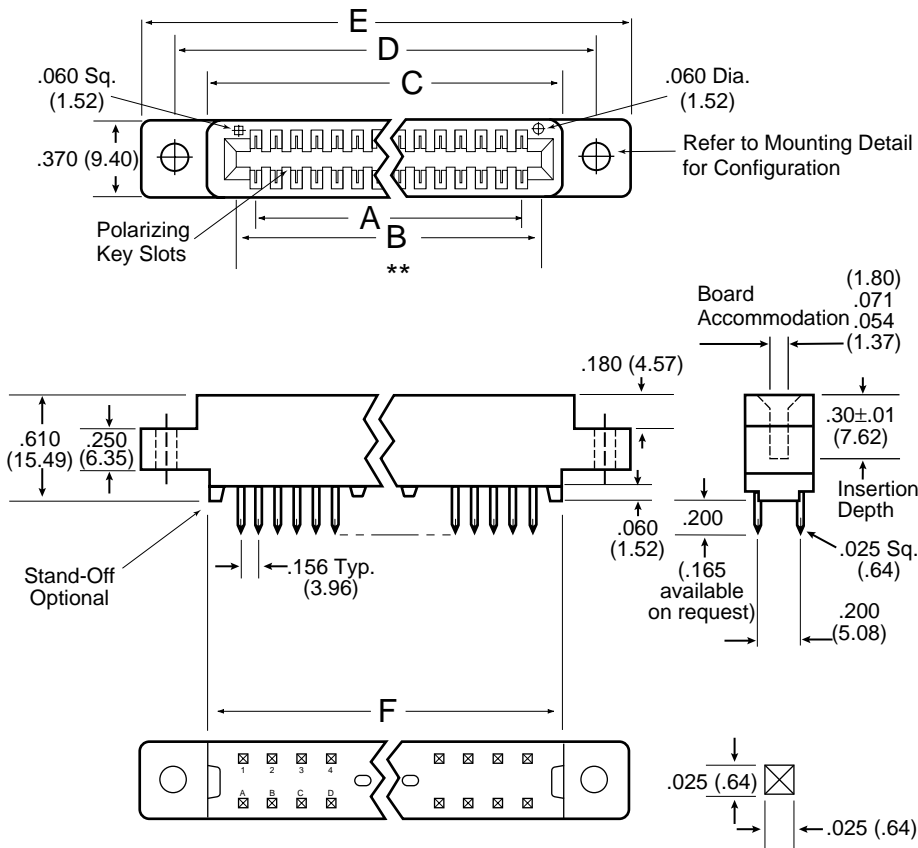 E
D
C
.060 Sq.
(1.52)
.060 Dia.
(1.52)
.370 (9.40)
Refer to Mounting Detail
for Configuration
Polarizing
Key Slots
A
B
**
Board
Accommodation
(1.80)
.071
.054
(1.37)
.180 (4.57)
.610
(15.49)
.250
(6.35)
.30±.01
(7.62)
Insertion
Depth
.060
(1.52)
.200
(.165
available
on request)
.025 Sq.
(.64)
.200
(5.08)
Stand-Off
Optional
.156 Typ.
(3.96)
F
1 2 3 4
A B C D
.025 (.64)
.025 (.64)